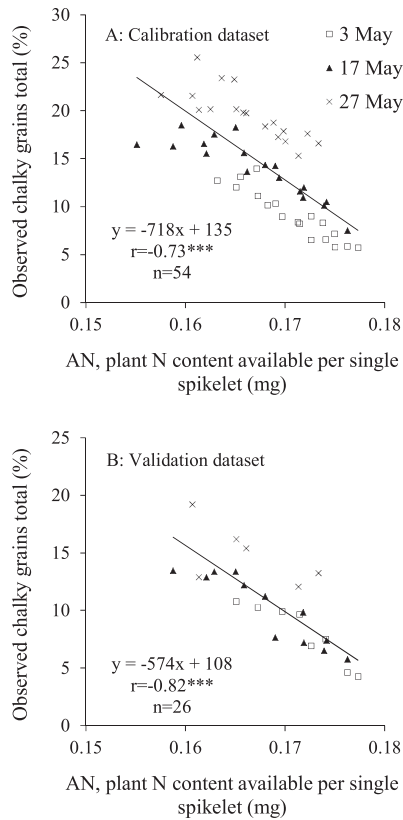 Observed chalky grains total (%)
30
25
20
15
10
5
0
A: Calibration dataset
3 May
17 May
27 May
y = -718x + 135
r=-0.73***
n=54
0.15 0.16 0.17 0.18
AN, plant N content available per single
spikelet (mg)
Observed chalky grains total (%)
25
20
15
10
5
0
B: Validation dataset
y = -574x + 108
r=-0.82***
n=26
0.15 0.16 0.17 0.18
AN, plant N content available per single
spikelet (mg)